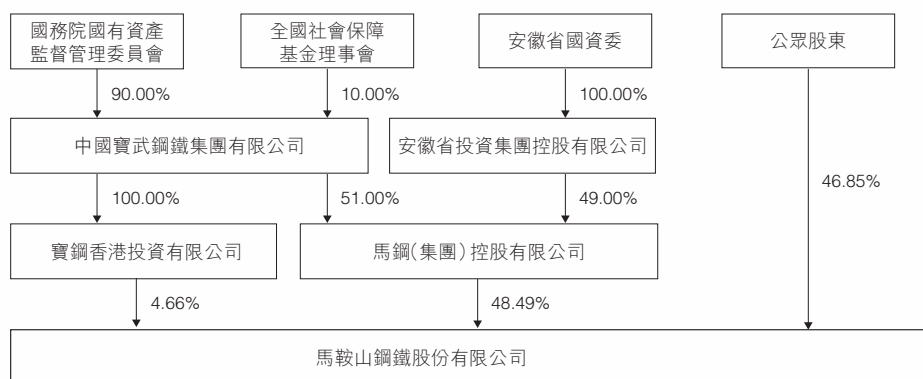 國務院國有資產
監督管理委員會
全國社會保障
基金理事會
安徽省國資委
公眾股東
90.00%
10.00%
100.00%
中國寶武鋼鐵集團有限公司
安徽省投資集團控股有限公司
46.85%
100.00%
51.00%
49.00%
寶鋼香港投資有限公司
馬鋼(集團)控股有限公司
4.66%
48.49%
馬鞍山鋼鐵股份有限公司